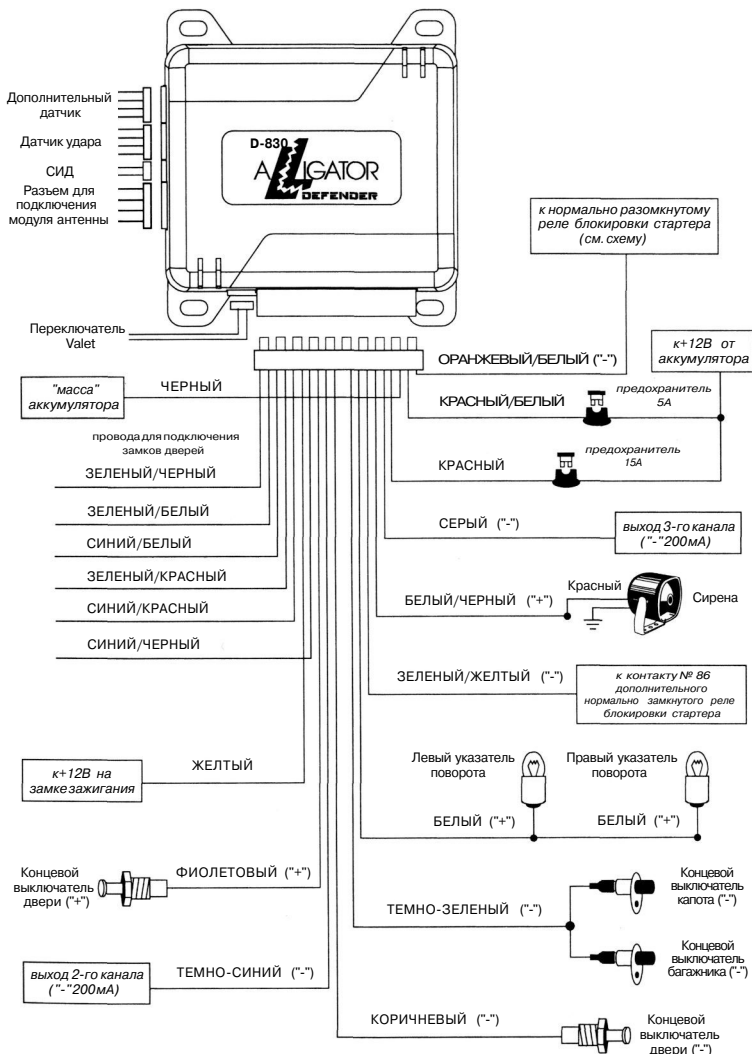 Дополнительный
датчик
Датчик удара
СИД
Разъем для
подключения
модуля антенны
D-830
ALLIGATOR
DEFENDER
к нормально разомкнутому
реле блокировки стартера
(см. схему)
Переключатель
Valet
ОРАНЖЕВЫЙ/БЕЛЫЙ ("-")
к+12В от
аккумулятора
"масса"
аккумулятора
ЧЕРНЫЙ
КРАСНЫЙ/БЕЛЫЙ
предохранитель
5А
провода для подключения
замков дверей
КРАСНЫЙ
предохранитель
15А
ЗЕЛЕНЫЙ/ЧЕРНЫЙ
ЗЕЛЕНЫЙ/БЕЛЫЙ
СЕРЫЙ ("-")
выход 3-го канала
("-"200мА)
СИНИЙ/БЕЛЫЙ
ЗЕЛЕНЫЙ/КРАСНЫЙ
СИНИЙ/КРАСНЫЙ
БЕЛЫЙ/ЧЕРНЫЙ ("+")
Красный
Сирена
СИНИЙ/ЧЕРНЫЙ
ЗЕЛЕНЫЙ/ЖЕЛТЫЙ ("-")
к контакту № 86
дополнительного
нормально замкнутого реле
блокировки стартера
к+12В на
замке зажигания
ЖЕЛТЫЙ
Левый указатель
поворота
Правый указатель
поворота
БЕЛЫЙ ("+")
БЕЛЫЙ ("+")
Концевой
выключатель
двери ("+")
ФИОЛЕТОВЫЙ ("+")
ТЕМНО-ЗЕЛЕНЫЙ ("-")
Концевой
выключатель
капота ("-")
Концевой
выключатель
багажника ("-")
выход 2-го канала
("-"200мА)
ТЕМНО-СИНИЙ ("-")
КОРИЧНЕВЫЙ ("-")
Концевой
выключатель
двери ("-")